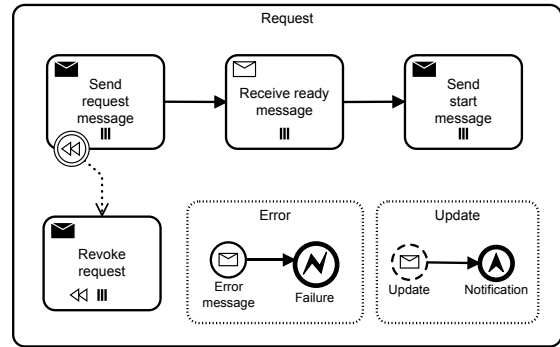 Request
Send
request
message
Receive ready
message
Send
start
message
Revoke
request
Error
Error
message
Failure
Update
Update
Notification